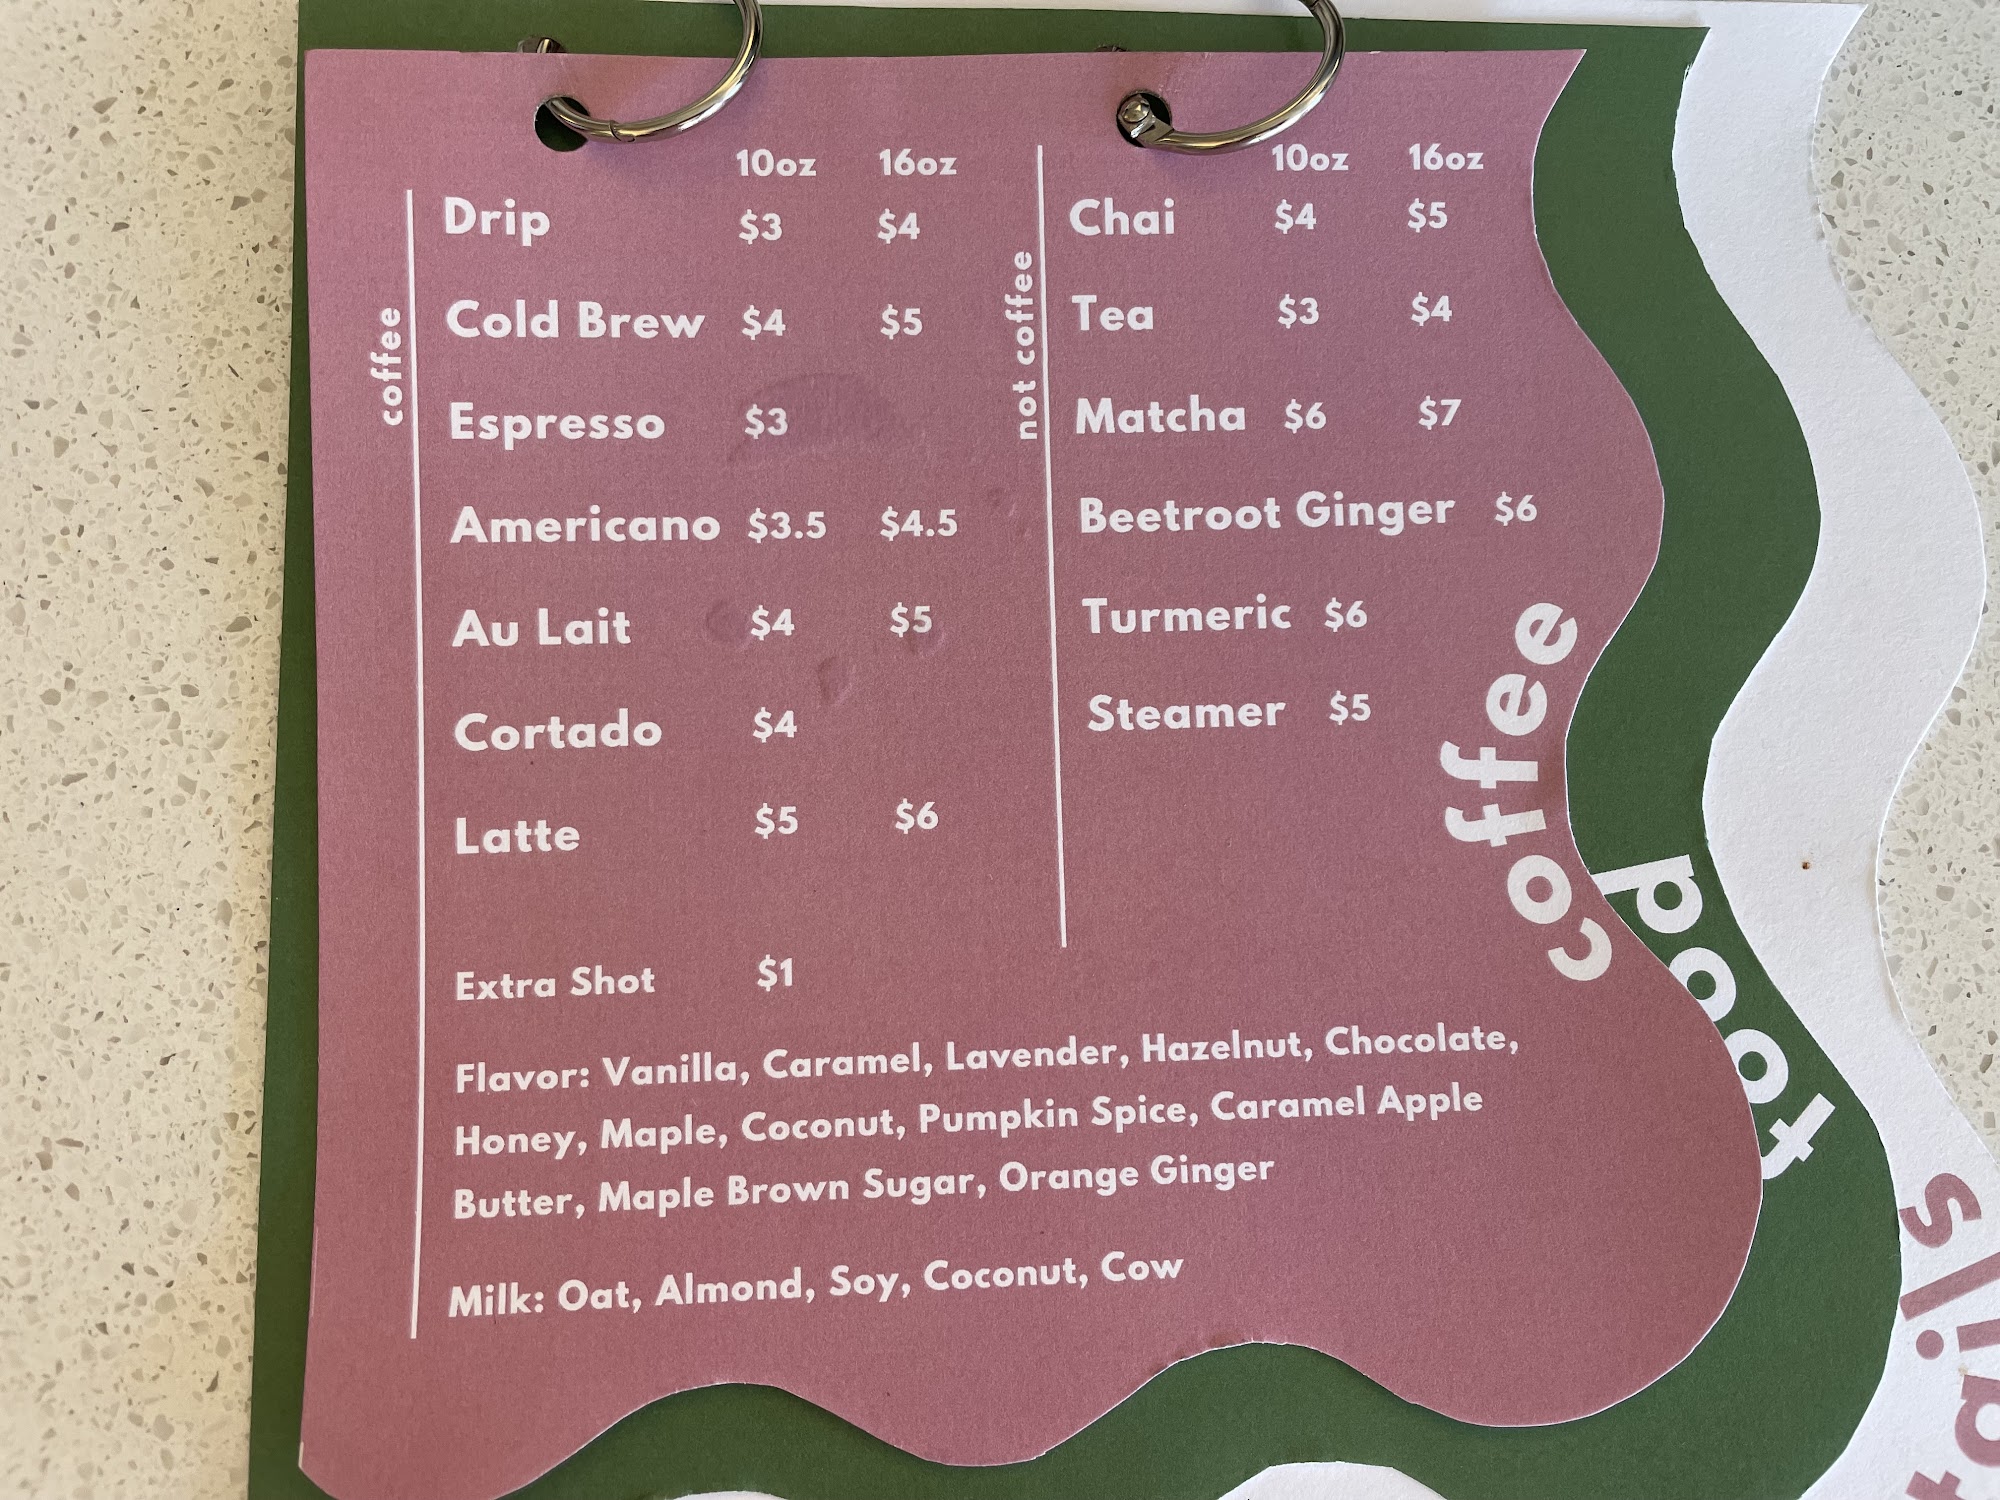 10oz 16oz
coffee
Drip $3 $4
Cold Brew $4 $5
Espresso $3
Americano $3.5 $4.5
Au Lait $4 $5
Cortado $4
Latte $5 $6
Extra Shot $1
10oz 16oz
not coffee
Chai $4 $5
Tea $3 $4
Matcha $6 $7
Beetroot Ginger $6
Turmeric $6
Steamer $5
Flavor: Vanilla, Caramel, Lavender, Hazelnut, Chocolate,
Honey, Maple, Coconut, Pumpkin Spice, Caramel Apple
Butter, Maple Brown Sugar, Orange Ginger
Milk: Oat, Almond, Soy, Coconut, Cow
coffee
food